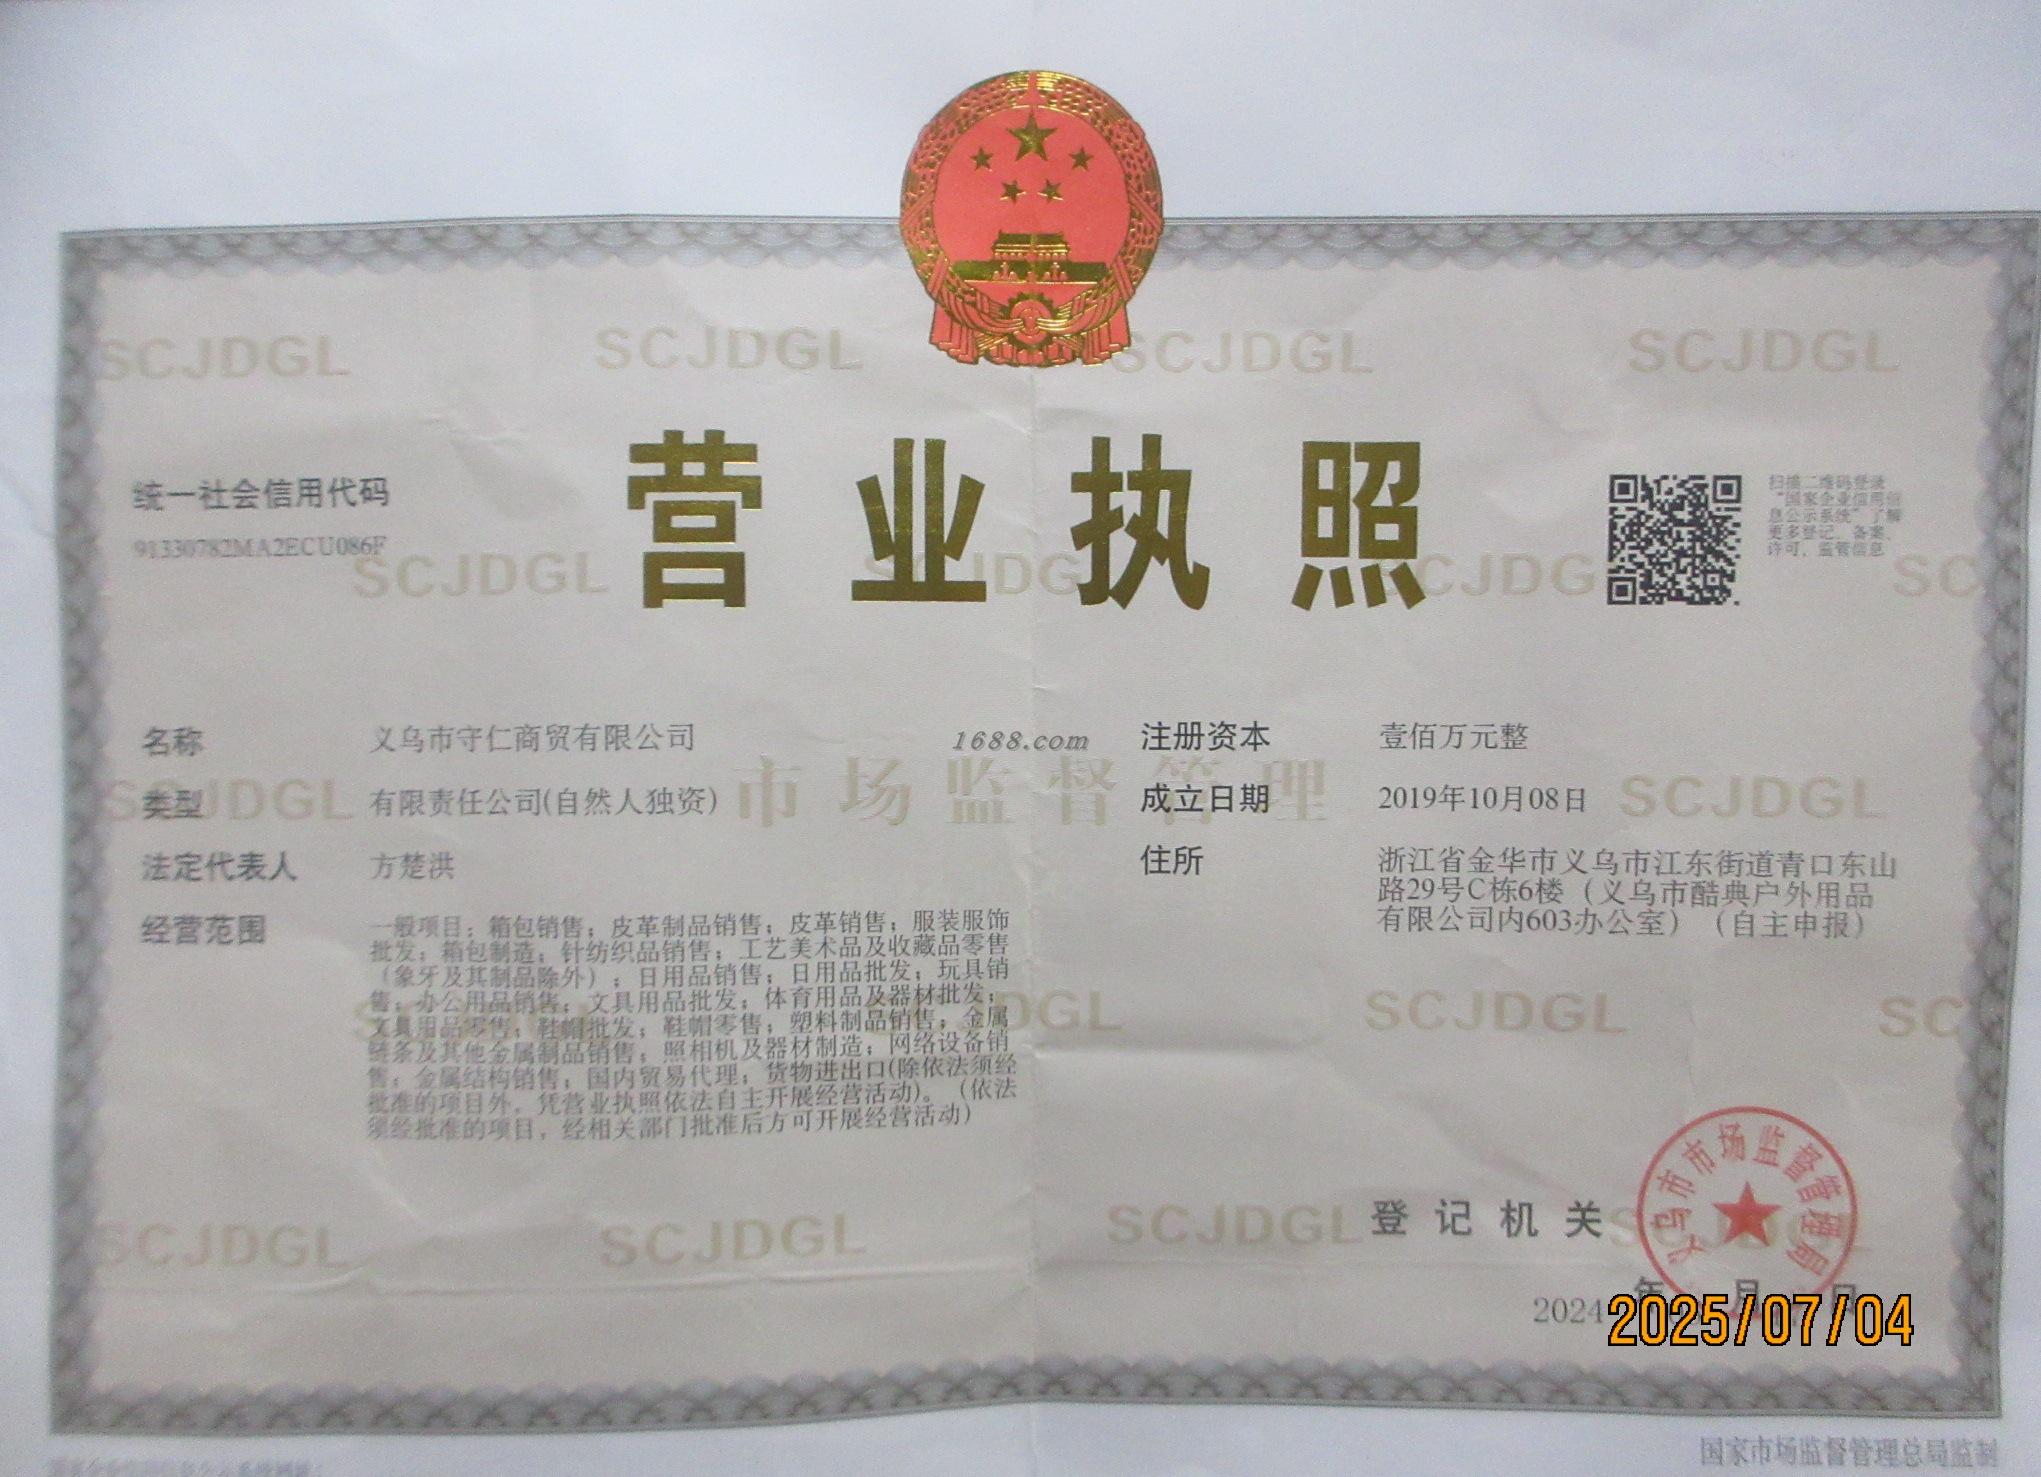 SCJDGL SCJDGL SCJDGL SCJDGL
营业执照
统一社会信用代码
91330782MA2ECU086F
扫描二维码登录
“国家企业信用信
息公示系统”了解
更多登记、备案、
许可、监管信息
SCJDGL SCJDGL SCJDGL SC
名称 义乌市守仁商贸有限公司
1688.com
注册资本 壹佰万元整
市场监督管理
SCJDGL SCJDGL
类型 有限责任公司(自然人独资)
成立日期 2019年10月08日
法定代表人 方楚洪
住所 浙江省金华市义乌市江东街道青口东山
路29号C栋6楼（义乌市酷典户外用品
有限公司内603办公室）（自主申报）
经营范围 一般项目：箱包销售；皮革制品销售；皮革销售；服装服饰
批发；箱包制造；针纺织品销售；工艺美术品及收藏品零售
（象牙及其制品除外）；日用品销售；日用品批发；玩具销
售；办公用品销售；文具用品批发；体育用品及器材批发；
文具用品零售；鞋帽批发；鞋帽零售；塑料制品销售；金属
链条及其他金属制品销售；照相机及器材制造；网络设备销
售；金属结构销售；国内贸易代理；货物进出口(除依法须经
批准的项目外，凭营业执照依法自主开展经营活动)。（依法
须经批准的项目，经相关部门批准后方可开展经营活动）
DGL SCJDGL SC
SCJDGL SCJDGL SCJDGL
登记机关
义乌市市场监督管理局
年 月 日
2024
2025/07/04
国家市场监督管理总局监制